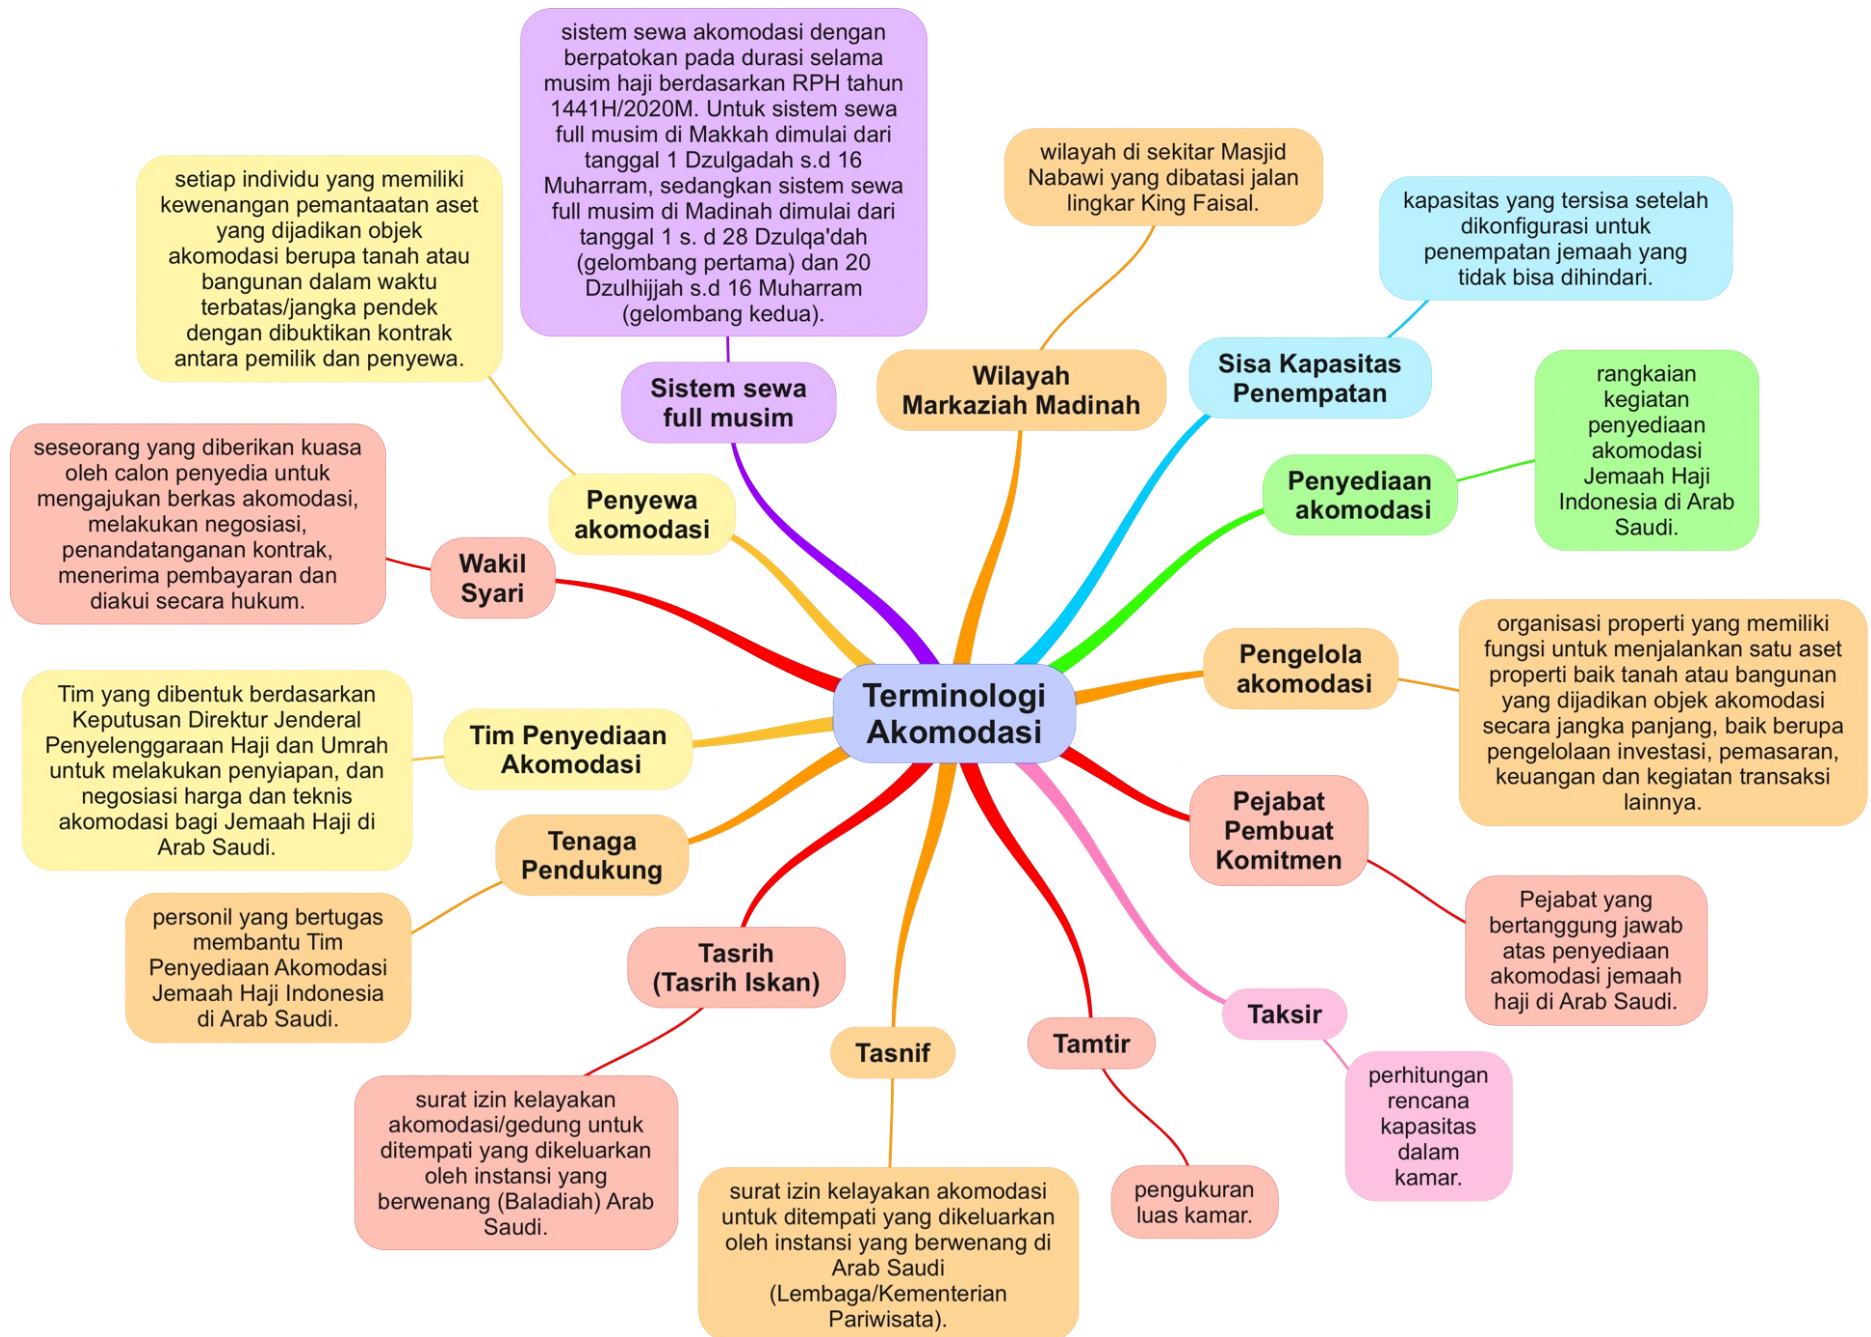 Terminologi
Akomodasi
Wilayah
Markaziah Madinah
wilayah di sekitar Masjid
Nabawi yang dibatasi jalan
lingkar King Faisal.
Sisa Kapasitas
Penempatan
kapasitas yang tersisa setelah
dikonfigurasi untuk
penempatan jemaah yang
tidak bisa dihindari.
Penyediaan
akomodasi
rangkaian
kegiatan
penyediaan
akomodasi
Jemaah Haji
Indonesia di Arab
Saudi.
Pengelola
akomodasi
organisasi properti yang memiliki
fungsi untuk menjalankan satu aset
properti baik tanah atau bangunan
yang dijadikan objek akomodasi
secara jangka panjang, baik berupa
pengelolaan investasi, pemasaran,
keuangan dan kegiatan transaksi
lainnya.
Pejabat
Pembuat
Komitmen
Pejabat yang
bertanggung jawab
atas penyediaan
akomodasi jemaah
haji di Arab Saudi.
Taksir
perhitungan
rencana
kapasitas
dalam
kamar.
Tamtir
pengukuran
luas kamar.
Tasnif
surat izin kelayakan akomodasi
untuk ditempati yang dikeluarkan
oleh instansi yang berwenang di
Arab Saudi
(Lembaga/Kementerian
Pariwisata).
Tasrih
(Tasrih Iskan)
surat izin kelayakan
akomodasi/gedung untuk
ditempati yang dikeluarkan
oleh instansi yang
berwenang (Baladiah) Arab
Saudi.
Tenaga
Pendukung
personil yang bertugas
membantu Tim
Penyediaan Akomodasi
Jemaah Haji Indonesia
di Arab Saudi.
Tim Penyediaan
Akomodasi
Tim yang dibentuk berdasarkan
Keputusan Direktur Jenderal
Penyelenggaraan Haji dan Umrah
untuk melakukan penyiapan, dan
negosiasi harga dan teknis
akomodasi bagi Jemaah Haji di
Arab Saudi.
Wakil
Syari
seseorang yang diberikan kuasa
oleh calon penyedia untuk
mengajukan berkas akomodasi,
melakukan negosiasi,
penandatanganan kontrak,
menerima pembayaran dan
diakui secara hukum.
Penyewa
akomodasi
setiap individu yang memiliki
kewenangan pemantaatan aset
yang dijadikan objek
akomodasi berupa tanah atau
bangunan dalam waktu
terbatas/jangka pendek
dengan dibuktikan kontrak
antara pemilik dan penyewa.
Sistem sewa
full musim
sistem sewa akomodasi dengan
berpatokan pada durasi selama
musim haji berdasarkan RPH tahun
1441H/2020M. Untuk sistem sewa
full musim di Makkah dimulai dari
tanggal 1 Dzulgadah s.d 16
Muharram, sedangkan sistem sewa
full musim di Madinah dimulai dari
tanggal 1 s. d 28 Dzulqa'dah
(gelombang pertama) dan 20
Dzulhijjah s.d 16 Muharram
(gelombang kedua).